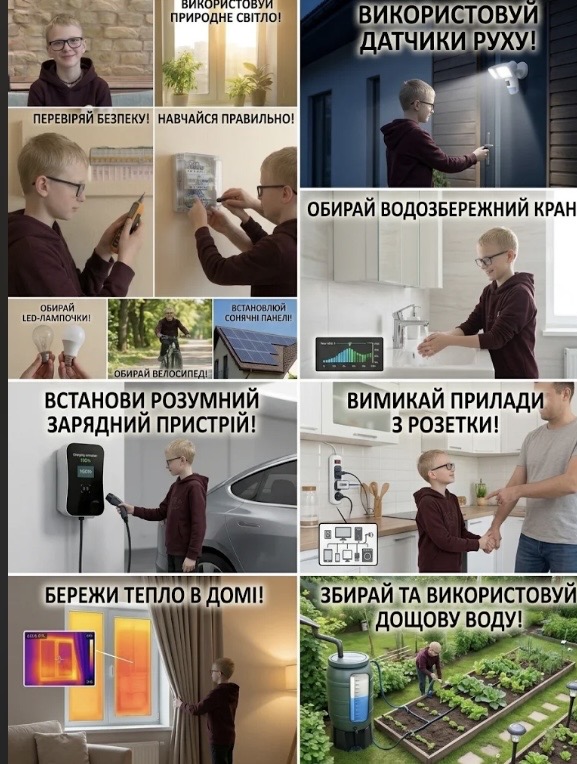 ВИКОРИСТОВУЙ
ПРИРОДНЕ СВІТЛО!
ВИКОРИСТОВУЙ
ДАТЧИКИ РУХУ!
ПЕРЕВІРЯЙ БЕЗПЕКУ!
НАВЧАЙСЯ ПРАВИЛЬНО!
ОБИРАЙ ВОДОЗБЕРЕЖНИЙ КРАН
ОБИРАЙ
LED-ЛАМПОЧКИ!
ОБИРАЙ ВЕЛОСИПЕД!
ВСТАНОВЛЮЙ
СОНЯЧНІ ПАНЕЛІ!
ВСТАНОВИ РОЗУМНИЙ
ЗАРЯДНИЙ ПРИСТРІЙ!
ВИМИКАЙ ПРИЛАДИ
З РОЗЕТКИ!
БЕРЕЖИ ТЕПЛО В ДОМІ!
ЗБИРАЙ ТА ВИКОРИСТОВУЙ
ДОЩОВУ ВОДУ!